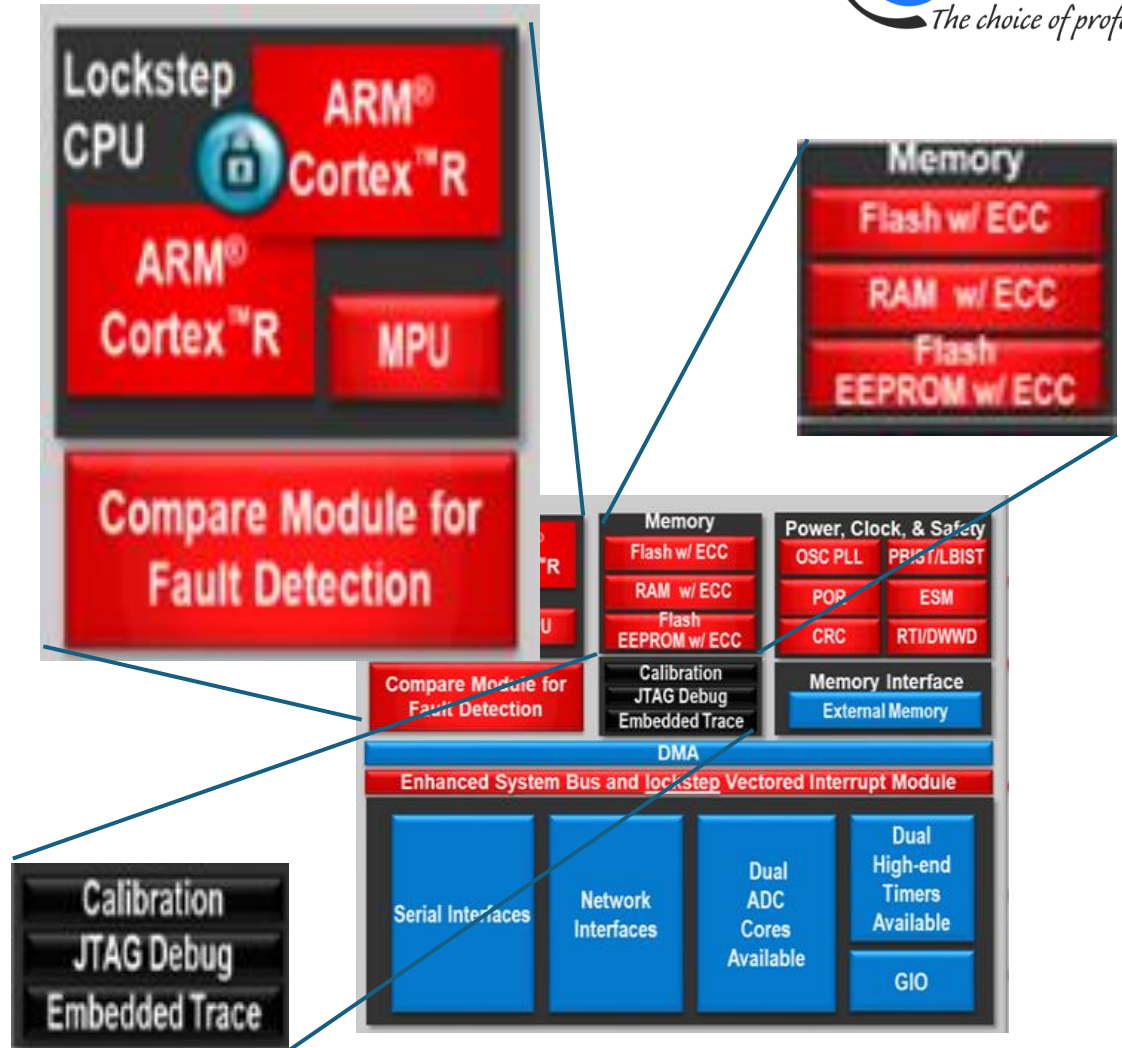 The choice of profe
Lockstep
CPU
ARM®
Cortex™R
ARM®
Cortex™R
MPU
Compare Module for
Fault Detection
Memory
Flash w/ ECC
RAM w/ ECC
Flash
EEPROM w/ ECC
®
™R
U
Compare Module for
Fault Detection
Memory
Flash w/ ECC
RAM w/ ECC
Flash
EEPROM w/ ECC
Calibration
JTAG Debug
Embedded Trace
Power, Clock, & Safety
OSC PLL
PBIST/LBIST
POR
ESM
CRC
RTI/DWWD
Memory Interface
External Memory
DMA
Enhanced System Bus and lockstep Vectored Interrupt Module
Serial Interfaces
Network
Interfaces
Dual
ADC
Cores
Available
Dual
High-end
Timers
Available
GIO
Calibration
JTAG Debug
Embedded Trace